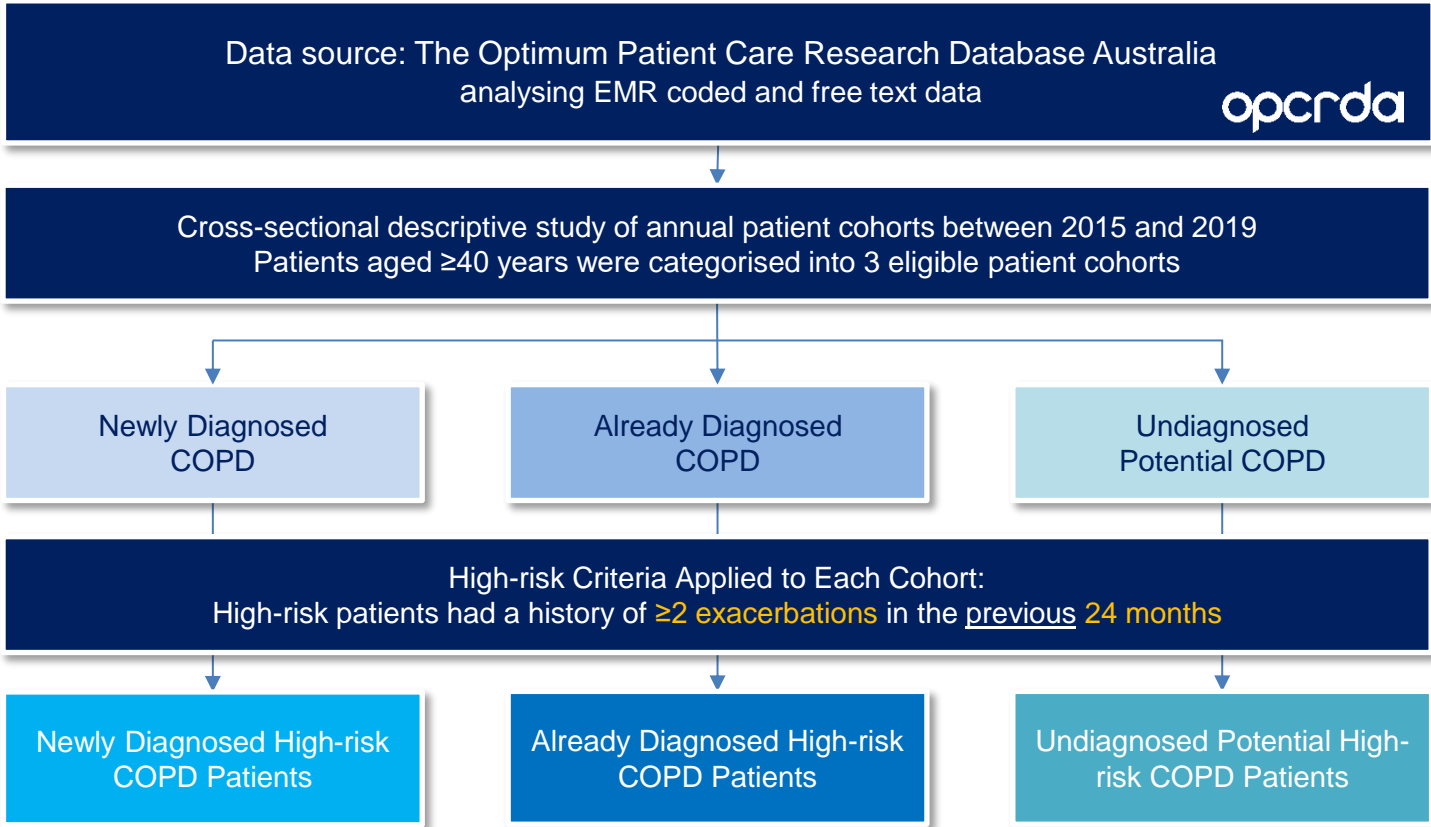 Data source: The Optimum Patient Care Research Database Australia
analysing EMR coded and free text data
opcrda
Cross-sectional descriptive study of annual patient cohorts between 2015 and 2019
Patients aged ≥40 years were categorised into 3 eligible patient cohorts
Newly Diagnosed
COPD
Already Diagnosed
COPD
Undiagnosed
Potential COPD
High-risk Criteria Applied to Each Cohort:
High-risk patients had a history of ≥2 exacerbations in the previous 24 months
Newly Diagnosed High-risk
COPD Patients
Already Diagnosed High-risk
COPD Patients
Undiagnosed Potential High-
risk COPD Patients